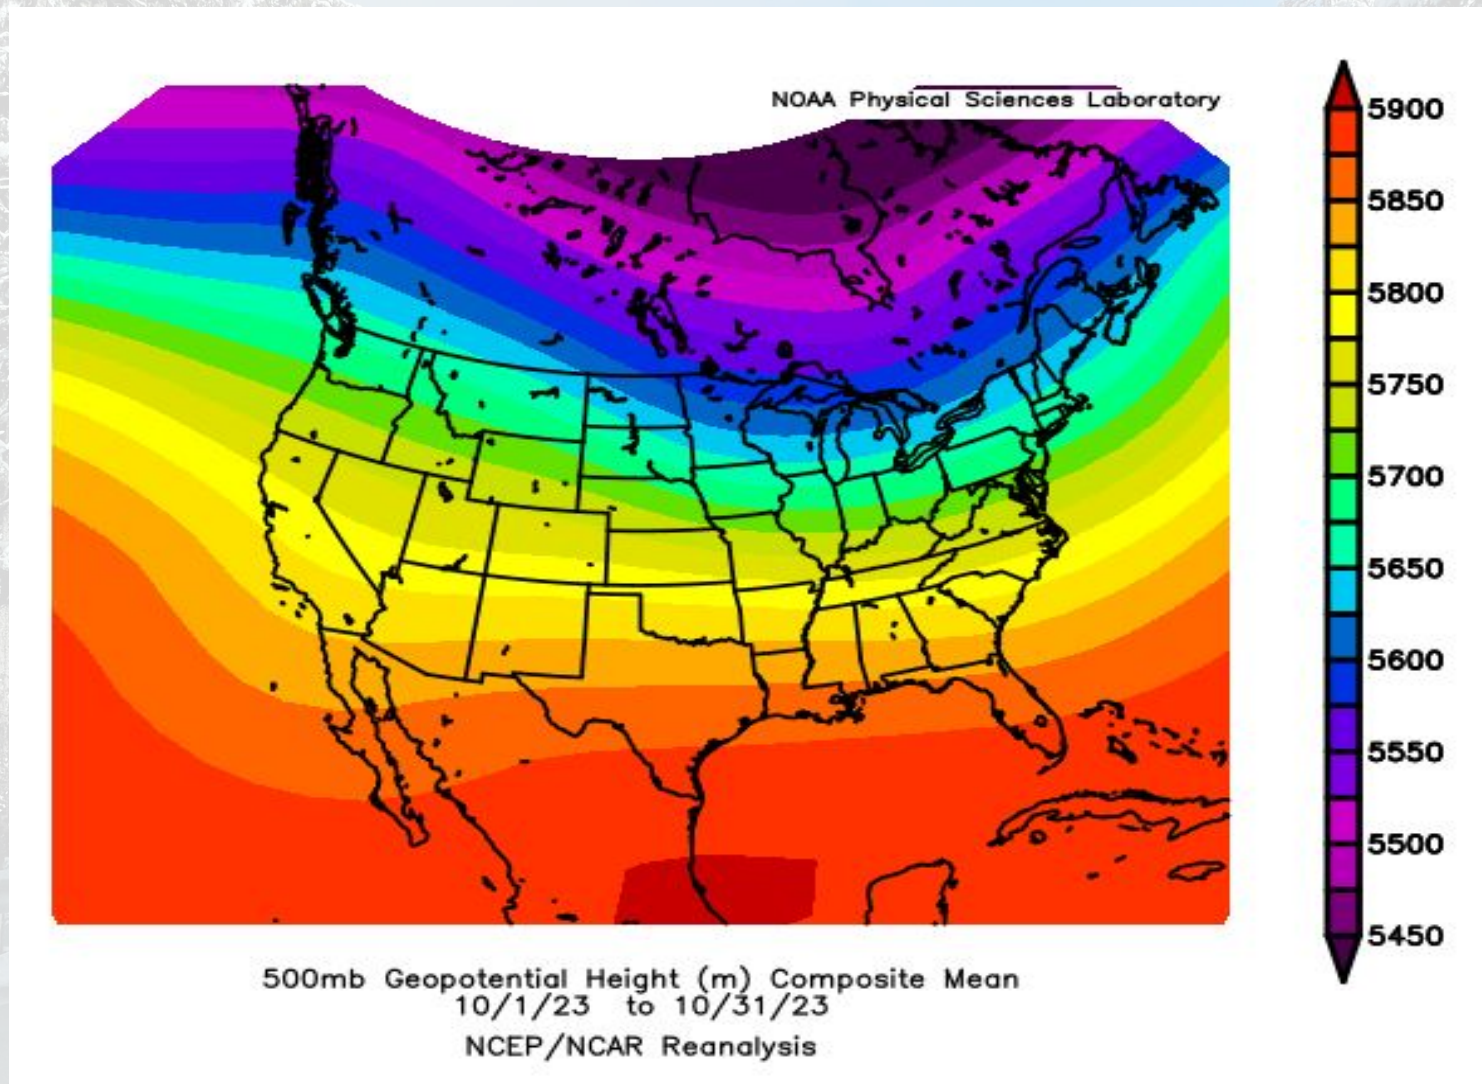 NOAA Physical Sciences Laboratory
5900
5850
5800
5750
5700
5650
5600
5550
5500
5450
500mb Geopotential Height (m) Composite Mean
10/1/23 to 10/31/23
NCEP/NCAR Reanalysis